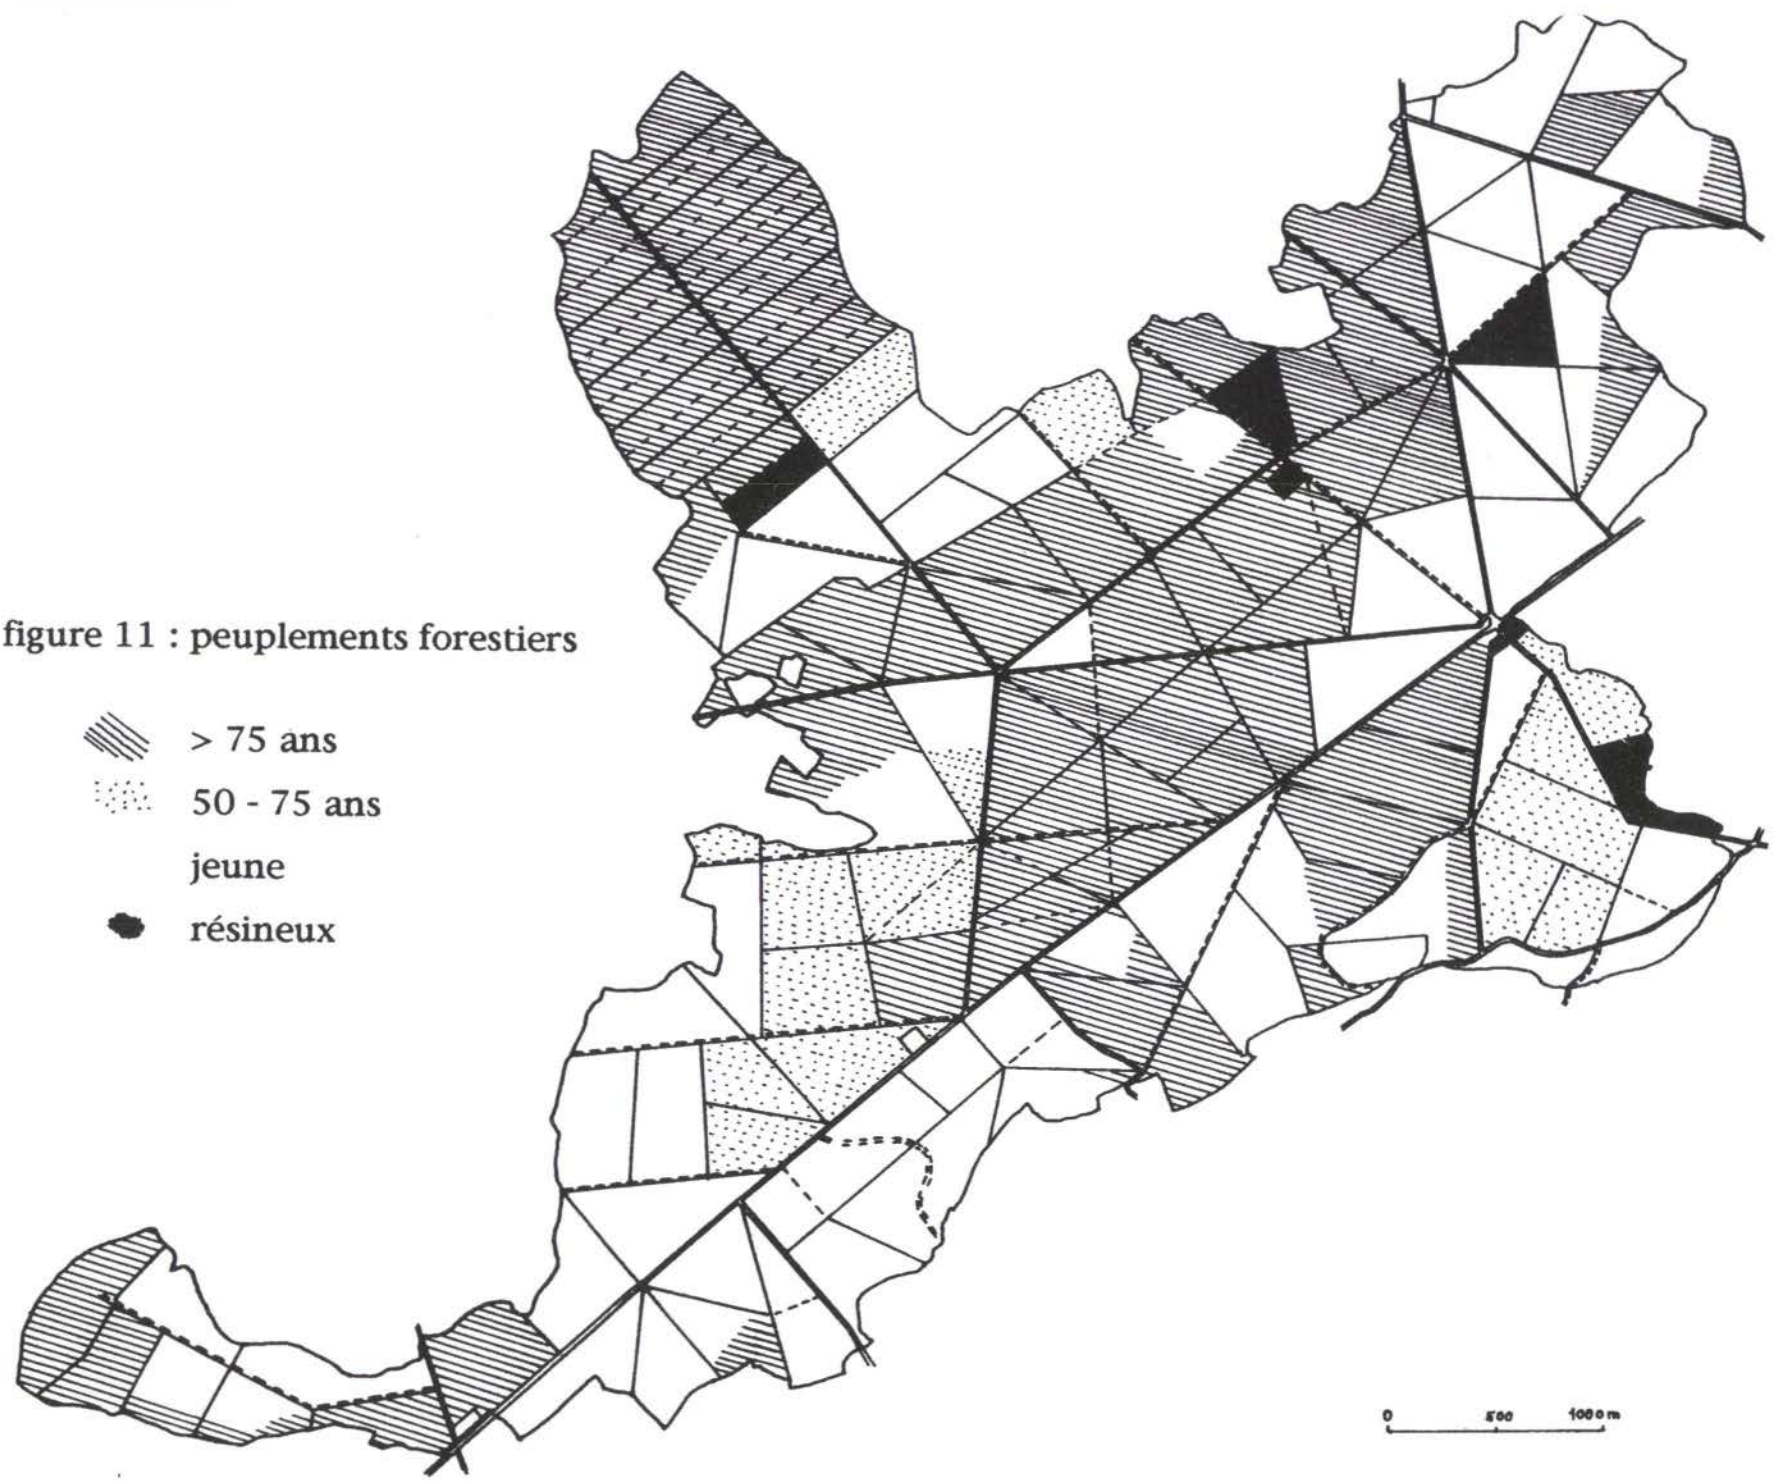 figure 11 : peuplements forestiers
> 75 ans
50 - 75 ans
jeune
résineux
0 500 1000 m